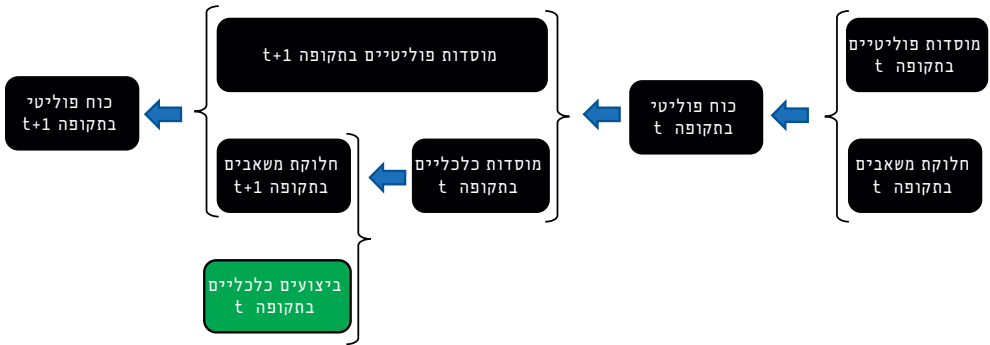 מוסדות פוליטיים
בתקופה t
חלוקת משאבים
בתקופה t
כוח פוליטי
בתקופה t
מוסדות פוליטיים בתקופה t+1
מוסדות כלכליים
בתקופה t
חלוקת משאבים
בתקופה t+1
ביצועים כלכליים
בתקופה t
כוח פוליטי
בתקופה t+1